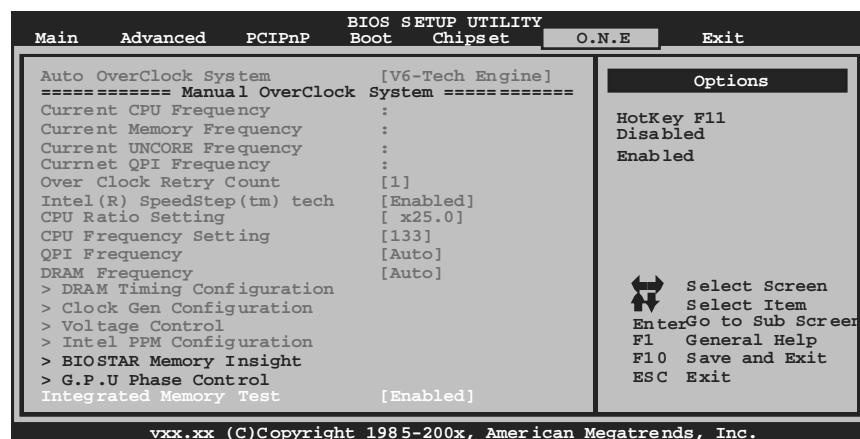 BIOS SETUP UTILITY
Main Advanced PCIPnP Boot Chipset O.N.E Exit
Auto OverClock System [V6-Tech Engine]
============ Manual OverClock System ============
Current CPU Frequency :
Current Memory Frequency :
Current UNCORE Frequency :
Currnet QPI Frequency :
Over Clock Retry Count [1]
Intel(R) SpeedStep(tm) tech [Enabled]
CPU Ratio Setting [ x25.0]
CPU Frequency Setting [133]
QPI Frequency [Auto]
DRAM Frequency [Auto]
> DRAM Timing Configuration
> Clock Gen Configuration
> Voltage Control
> Intel PPM Configuration
> BIOSTAR Memory Insight
> G.P.U Phase Control
Integrated Memory Test [Enabled]
Options
HotKey F11
Disabled
Enabled
Select Screen
Select Item
Enter Go to Sub Screen
F1 General Help
F10 Save and Exit
ESC Exit
vxx.xx (C)Copyright 1985-200x, American Megatrends, Inc.